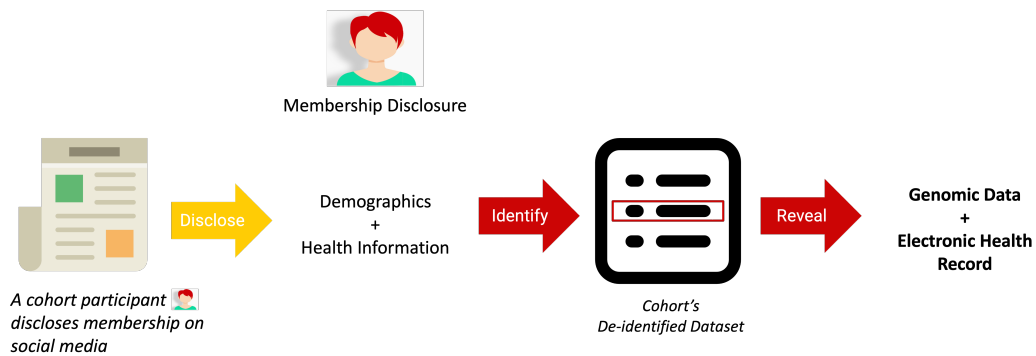 Membership Disclosure
Disclose
Demographics
+
Health Information
Identify
Reveal
Genomic Data
+
Electronic Health
Record
A cohort participant
discloses membership on
social media
Cohort's
De-identified Dataset